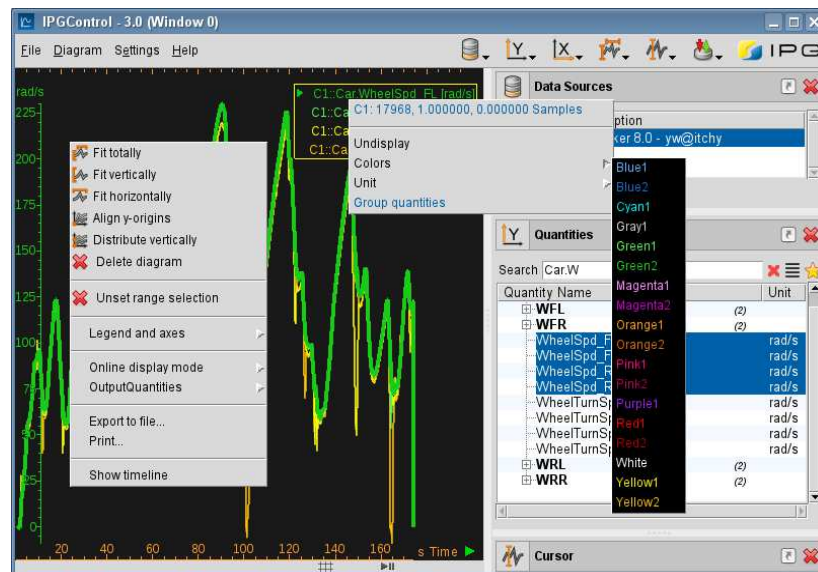 IPGControl - 3.0 (Window 0)
File Diagram Settings Help
IPG
rad/s
225
200
175
150
125
100
25
0
20 40 60 80 100 120 140 160 s Time
C1::Car.WheelSpd_FL [rad/s]
C1::Ca
C1::Ca
C1::Ca
C1: 17968, 1.000000, 0.000000 Samples
Undisplay
Colors
Unit
Group quantities
Fit totally
Fit vertically
Fit horizontally
Align y-origins
Distribute vertically
Delete diagram
Unset range selection
Legend and axes
Online display mode
OutputQuantities
Export to file...
Print...
Show timeline
Blue1
Blue2
Cyan1
Gray1
Green1
Green2
Magenta1
Magenta2
Orange1
Orange2
Pink1
Pink2
Purple1
Red1
Red2
White
Yellow1
Yellow2
Data Sources
ption
ker 8.0 - yw@itchy
Quantities
Search Car.W
Quantity Name Unit
WFL (2)
WFR (2)
WheelSpd_F rad/s
WheelSpd_F rad/s
WheelSpd_R rad/s
WheelSpd_R rad/s
WheelTurnSp rad/s
WheelTurnSp rad/s
WheelTurnSp rad/s
WheelTurnSp rad/s
WRL (2)
WRR (2)
Cursor